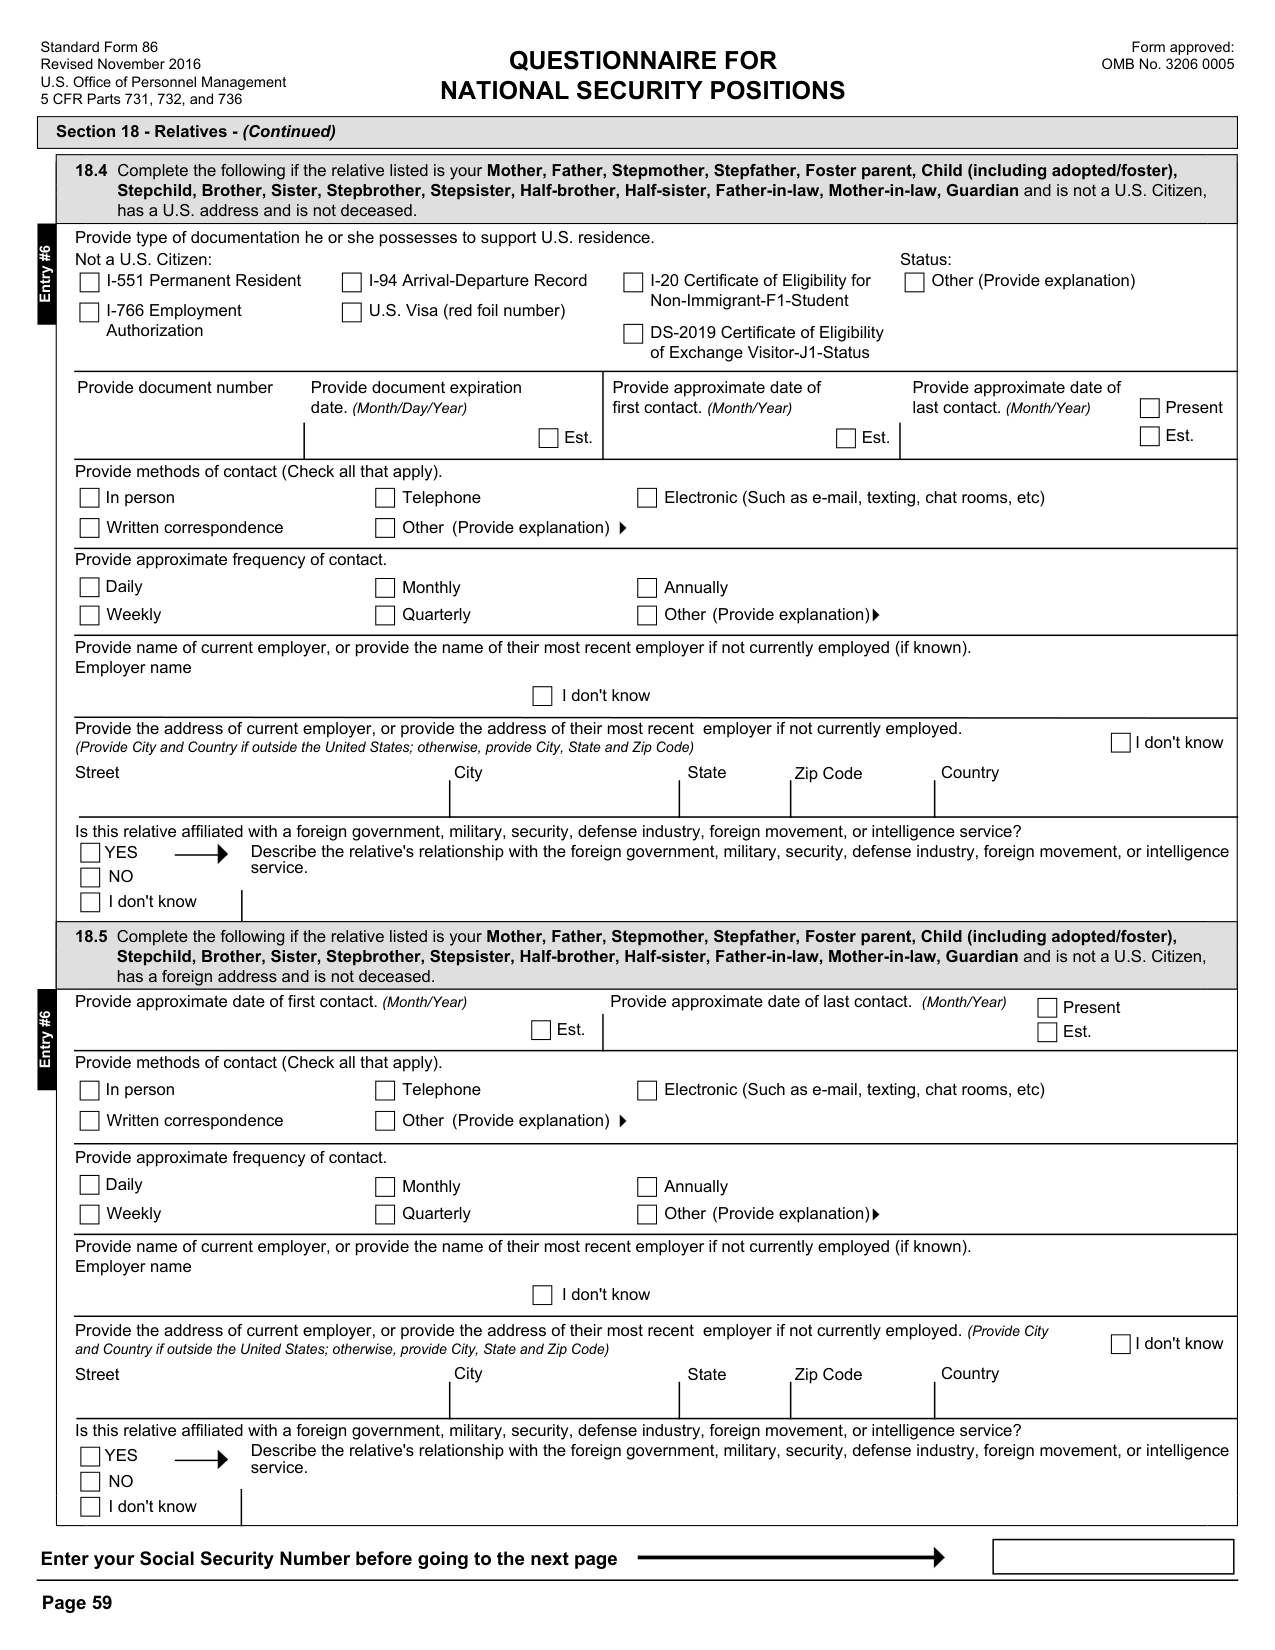 Standard Form 86
Revised November 2016
U.S. Office of Personnel Management
5 CFR Parts 731, 732, and 736
QUESTIONNAIRE FOR
NATIONAL SECURITY POSITIONS
Form approved:
OMB No. 3206 0005
Section 18 - Relatives - (Continued)
18.4 Complete the following if the relative listed is your Mother, Father, Stepmother, Stepfather, Foster parent, Child (including adopted/foster),
Stepchild, Brother, Sister, Stepbrother, Stepsister, Half-brother, Half-sister, Father-in-law, Mother-in-law, Guardian and is not a U.S. Citizen,
has a U.S. address and is not deceased.
Entry #6
Provide type of documentation he or she possesses to support U.S. residence.
Not a U.S. Citizen:
Status:
I-551 Permanent Resident
I-94 Arrival-Departure Record
I-20 Certificate of Eligibility for
Non-Immigrant-F1-Student
Other (Provide explanation)
I-766 Employment
Authorization
U.S. Visa (red foil number)
DS-2019 Certificate of Eligibility
of Exchange Visitor-J1-Status
Provide document number
Provide document expiration
date. (Month/Day/Year)
Est.
Provide approximate date of
first contact. (Month/Year)
Est.
Provide approximate date of
last contact. (Month/Year)
Present
Est.
Provide methods of contact (Check all that apply).
In person
Telephone
Electronic (Such as e-mail, texting, chat rooms, etc)
Written correspondence
Other (Provide explanation)
Provide approximate frequency of contact.
Daily
Monthly
Annually
Weekly
Quarterly
Other (Provide explanation)
Provide name of current employer, or provide the name of their most recent employer if not currently employed (if known).
Employer name
I don't know
Provide the address of current employer, or provide the address of their most recent employer if not currently employed.
(Provide City and Country if outside the United States; otherwise, provide City, State and Zip Code)
I don't know
Street
City
State
Zip Code
Country
Is this relative affiliated with a foreign government, military, security, defense industry, foreign movement, or intelligence service?
YES
Describe the relative's relationship with the foreign government, military, security, defense industry, foreign movement, or intelligence
service.
NO
I don't know
18.5 Complete the following if the relative listed is your Mother, Father, Stepmother, Stepfather, Foster parent, Child (including adopted/foster),
Stepchild, Brother, Sister, Stepbrother, Stepsister, Half-brother, Half-sister, Father-in-law, Mother-in-law, Guardian and is not a U.S. Citizen,
has a foreign address and is not deceased.
Entry #6
Provide approximate date of first contact. (Month/Year)
Est.
Provide approximate date of last contact. (Month/Year)
Present
Est.
Provide methods of contact (Check all that apply).
In person
Telephone
Electronic (Such as e-mail, texting, chat rooms, etc)
Written correspondence
Other (Provide explanation)
Provide approximate frequency of contact.
Daily
Monthly
Annually
Weekly
Quarterly
Other (Provide explanation)
Provide name of current employer, or provide the name of their most recent employer if not currently employed (if known).
Employer name
I don't know
Provide the address of current employer, or provide the address of their most recent employer if not currently employed. (Provide City
and Country if outside the United States; otherwise, provide City, State and Zip Code)
I don't know
Street
City
State
Zip Code
Country
Is this relative affiliated with a foreign government, military, security, defense industry, foreign movement, or intelligence service?
YES
Describe the relative's relationship with the foreign government, military, security, defense industry, foreign movement, or intelligence
service.
NO
I don't know
Enter your Social Security Number before going to the next page
Page 59